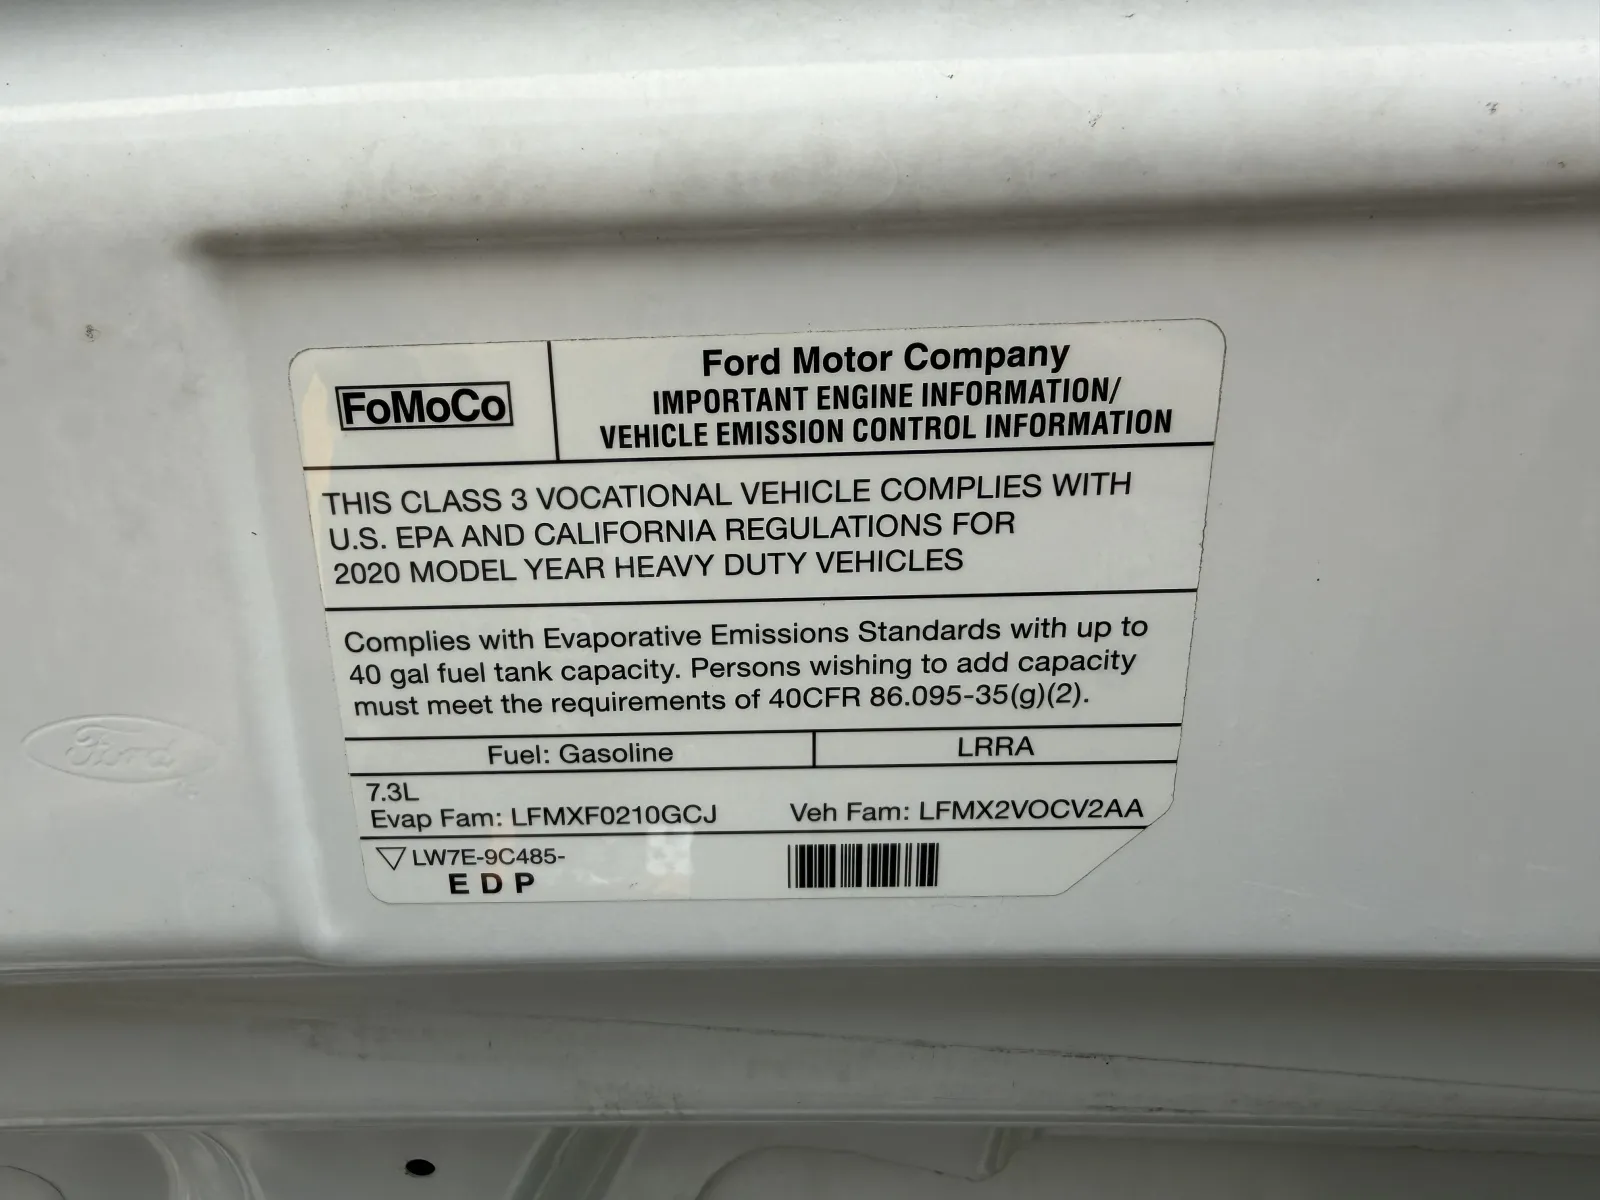 FoMoCo
Ford Motor Company
IMPORTANT ENGINE INFORMATION/
VEHICLE EMISSION CONTROL INFORMATION
THIS CLASS 3 VOCATIONAL VEHICLE COMPLIES WITH
U.S. EPA AND CALIFORNIA REGULATIONS FOR
2020 MODEL YEAR HEAVY DUTY VEHICLES
Complies with Evaporative Emissions Standards with up to
40 gal fuel tank capacity. Persons wishing to add capacity
must meet the requirements of 40CFR 86.095-35(g)(2).
Fuel: Gasoline LRRA
7.3L
Evap Fam: LFMXF0210GCJ Veh Fam: LFMX2VOCV2AA
LW7E-9C485-
E D P
Ford